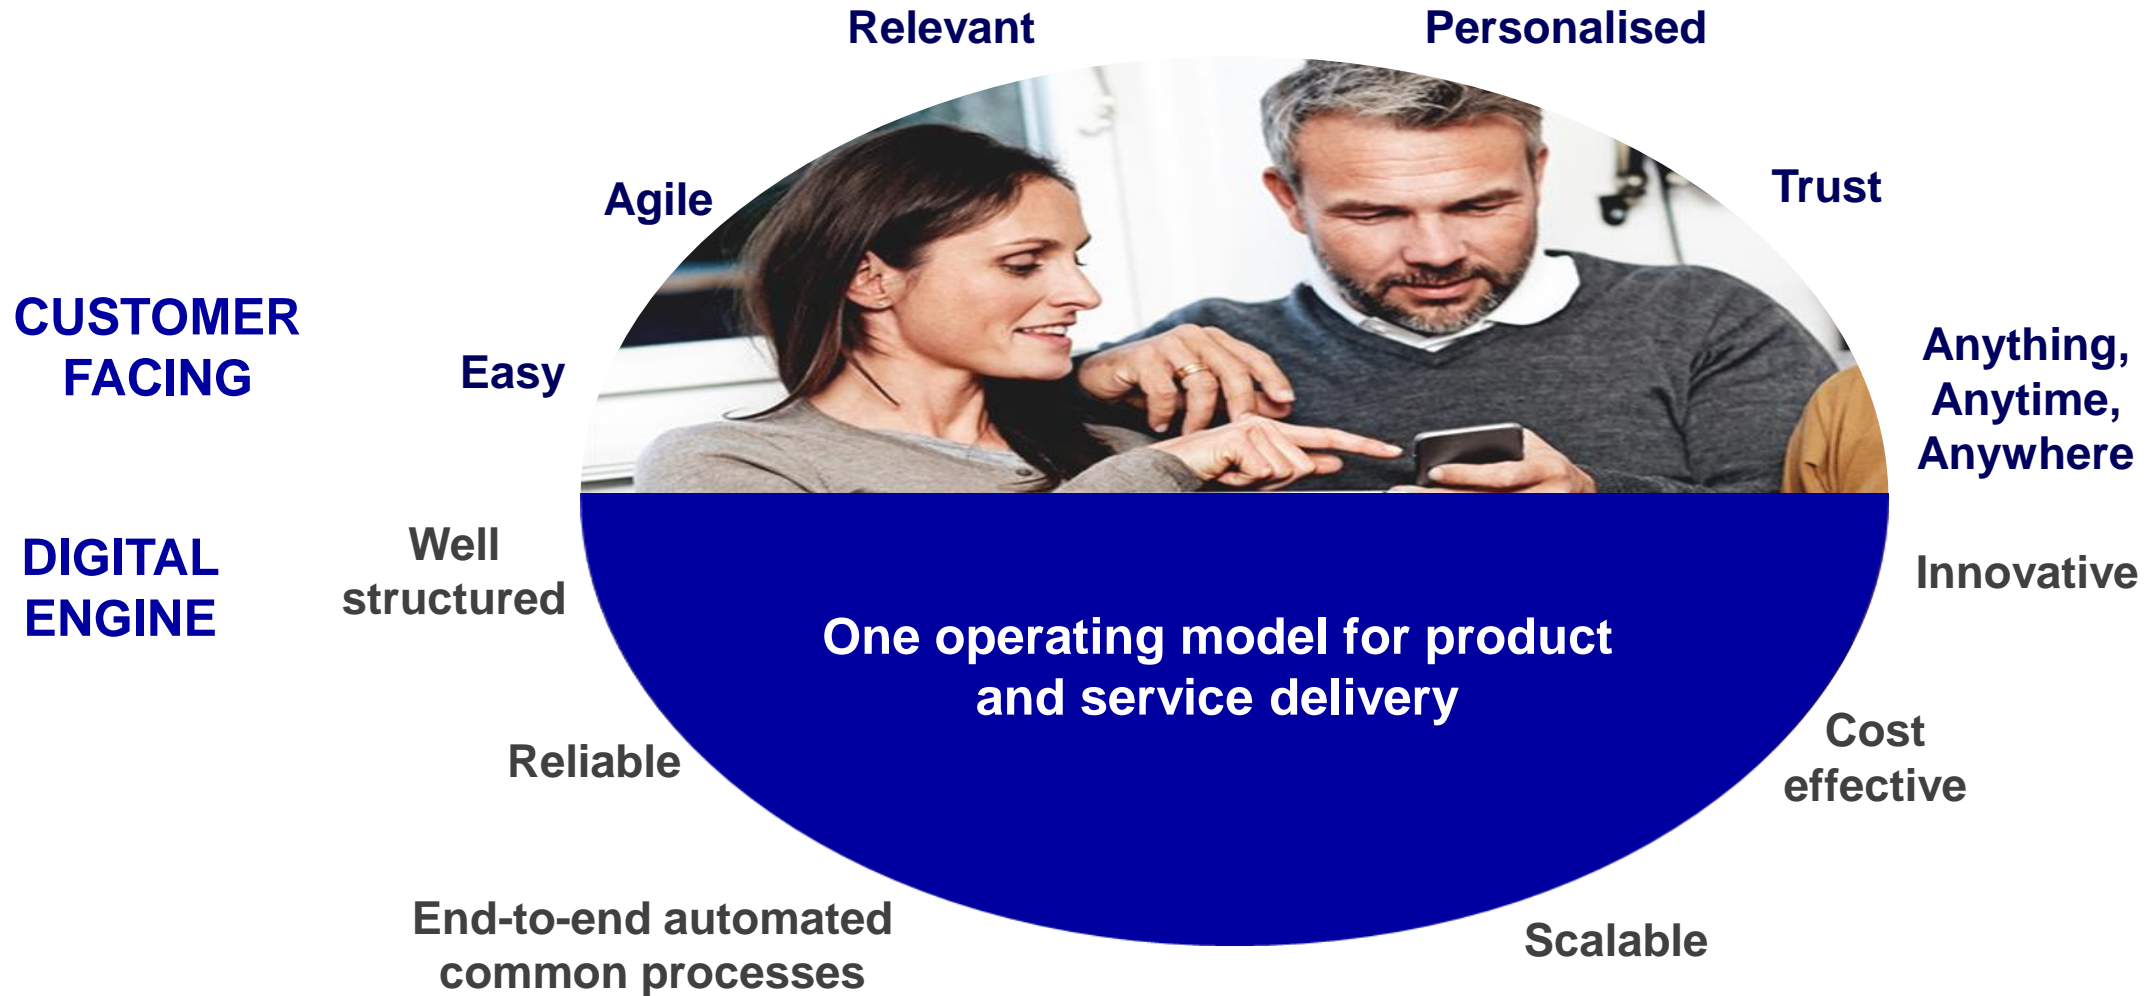 Relevant
Personalised
Agile
Trust
CUSTOMER
FACING
Easy
Anything,
Anytime,
Anywhere
DIGITAL
ENGINE
Well
structured
Innovative
One operating model for product
and service delivery
Reliable
Cost
effective
End-to-end automated
common processes
Scalable